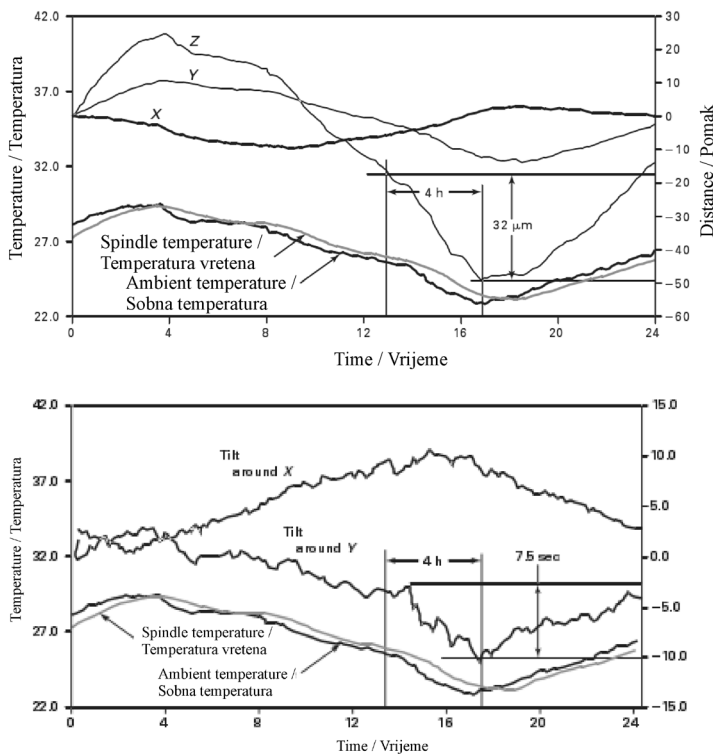 42.0
37.0
32.0
27.0
22.0
Temperature / Temperatura
30
20
10
0
−10
−20
−30
−40
−50
−60
Distance / Pomak
Z
Y
X
4 h
32 µm
Spindle temperature /
Temperatura vretena
Ambient temperature /
Sobna temperatura
0 4 8 12 16 20 24
Time / Vrijeme
42.0
37.0
32.0
27.0
22.0
Temperature / Temperatura
15.0
10.0
5.0
0.0
−5.0
−10.0
−15.0
Tilt
around X
Tilt
around Y
4 h
7.5 sec
Spindle temperature /
Temperatura vretena
Ambient temperature /
Sobna temperatura
0 4 8 12 16 20 24
Time / Vrijeme